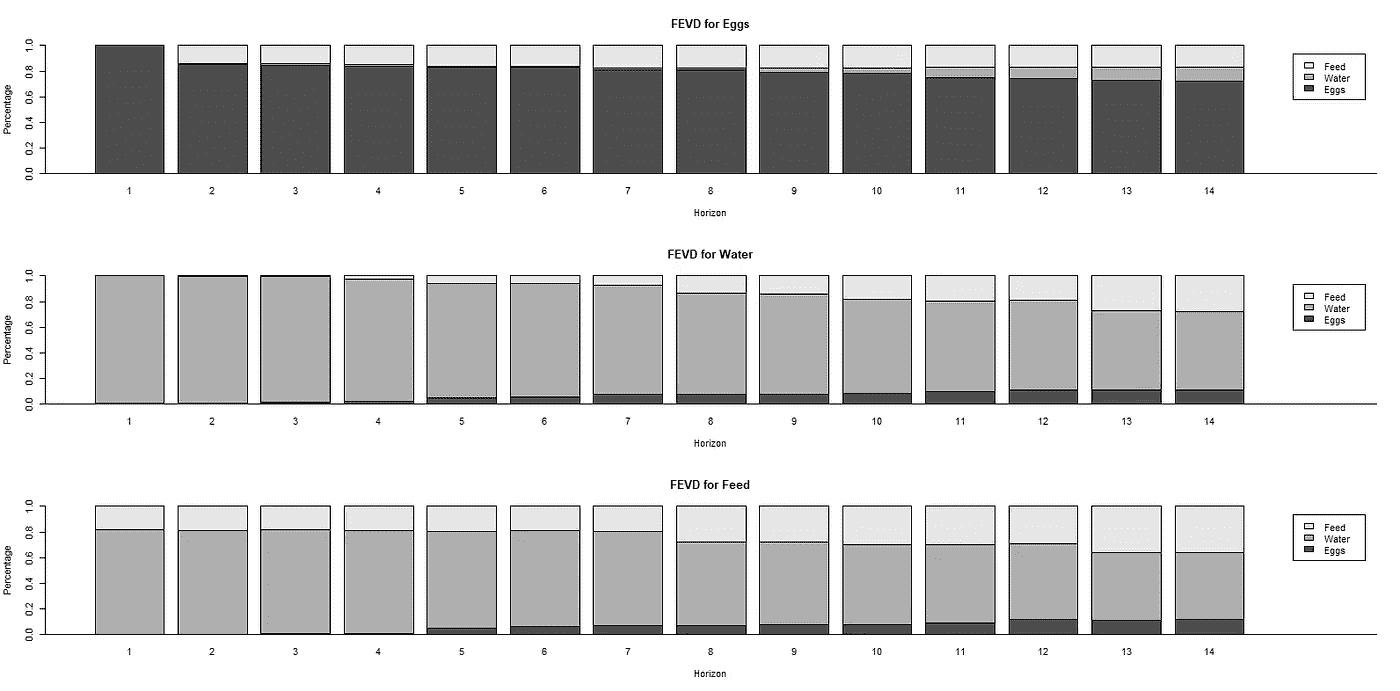 FEVD for Eggs
Percentage
0.0 0.2 0.4 0.6 0.8 1.0
1 2 3 4 5 6 7 8 9 10 11 12 13 14
Horizon
Feed
Water
Eggs
FEVD for Water
Percentage
0.0 0.2 0.4 0.6 0.8 1.0
1 2 3 4 5 6 7 8 9 10 11 12 13 14
Horizon
Feed
Water
Eggs
FEVD for Feed
Percentage
0.0 0.2 0.4 0.6 0.8 1.0
1 2 3 4 5 6 7 8 9 10 11 12 13 14
Horizon
Feed
Water
Eggs